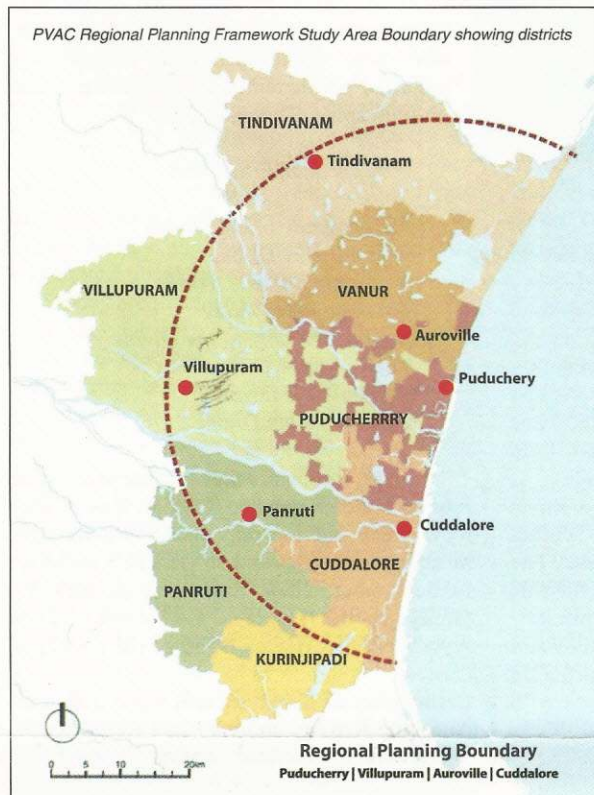 PVAC Regional Planning Framework Study Area Boundary showing districts
TINDIVANAM
Tindivanam
VILLUPURAM
VANUR
Auroville
Villupuram
Puduchery
PUDUCHERRRY
Panruti
Cuddalore
CUDDALORE
PANRUTI
KURINJIPADI
Regional Planning Boundary
0 5 10 20km
Puducherry | Villupuram | Auroville | Cuddalore